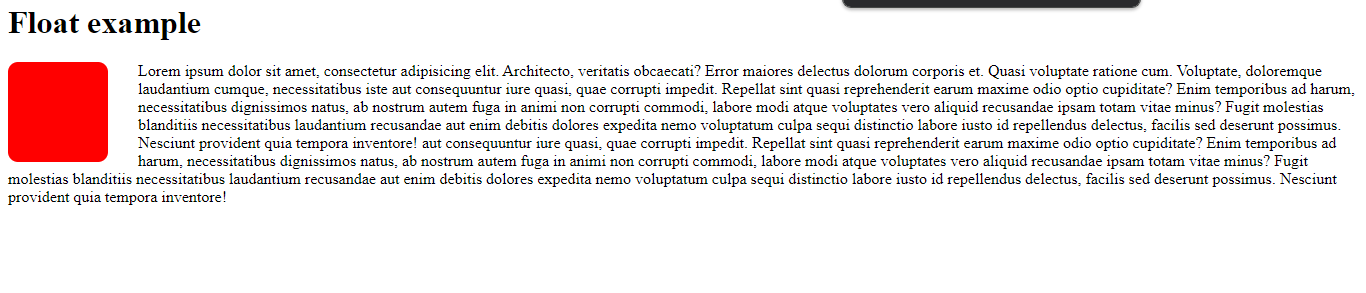 Float example
Lorem ipsum dolor sit amet, consectetur adipisicing elit. Architecto, veritatis obcaecati? Error maiores delectus dolorum corporis et. Quasi voluptate ratione cum. Voluptate, doloremque
laudantium cumque, necessitatibus iste aut consequuntur iure quasi, quae corrupti impedit. Repellat sint quasi reprehenderit earum maxime odio optio cupiditate? Enim temporibus ad harum,
necessitatibus dignissimos natus, ab nostrum autem fuga in animi non corrupti commodi, labore modi atque voluptates vero aliquid recusandae ipsam totam vitae minus? Fugit molestias
blanditiis necessitatibus laudantium recusandae aut enim debitis dolores expedita nemo voluptatum culpa sequi distinctio labore iusto id repellendus delectus, facilis sed deserunt possimus.
Nesciunt provident quia tempora inventore! aut consequuntur iure quasi, quae corrupti impedit. Repellat sint quasi reprehenderit earum maxime odio optio cupiditate? Enim temporibus ad
harum, necessitatibus dignissimos natus, ab nostrum autem fuga in animi non corrupti commodi, labore modi atque voluptates vero aliquid recusandae ipsam totam vitae minus? Fugit
molestias blanditiis necessitatibus laudantium recusandae aut enim debitis dolores expedita nemo voluptatum culpa sequi distinctio labore iusto id repellendus delectus, facilis sed deserunt possimus. Nesciunt
provident quia tempora inventore!